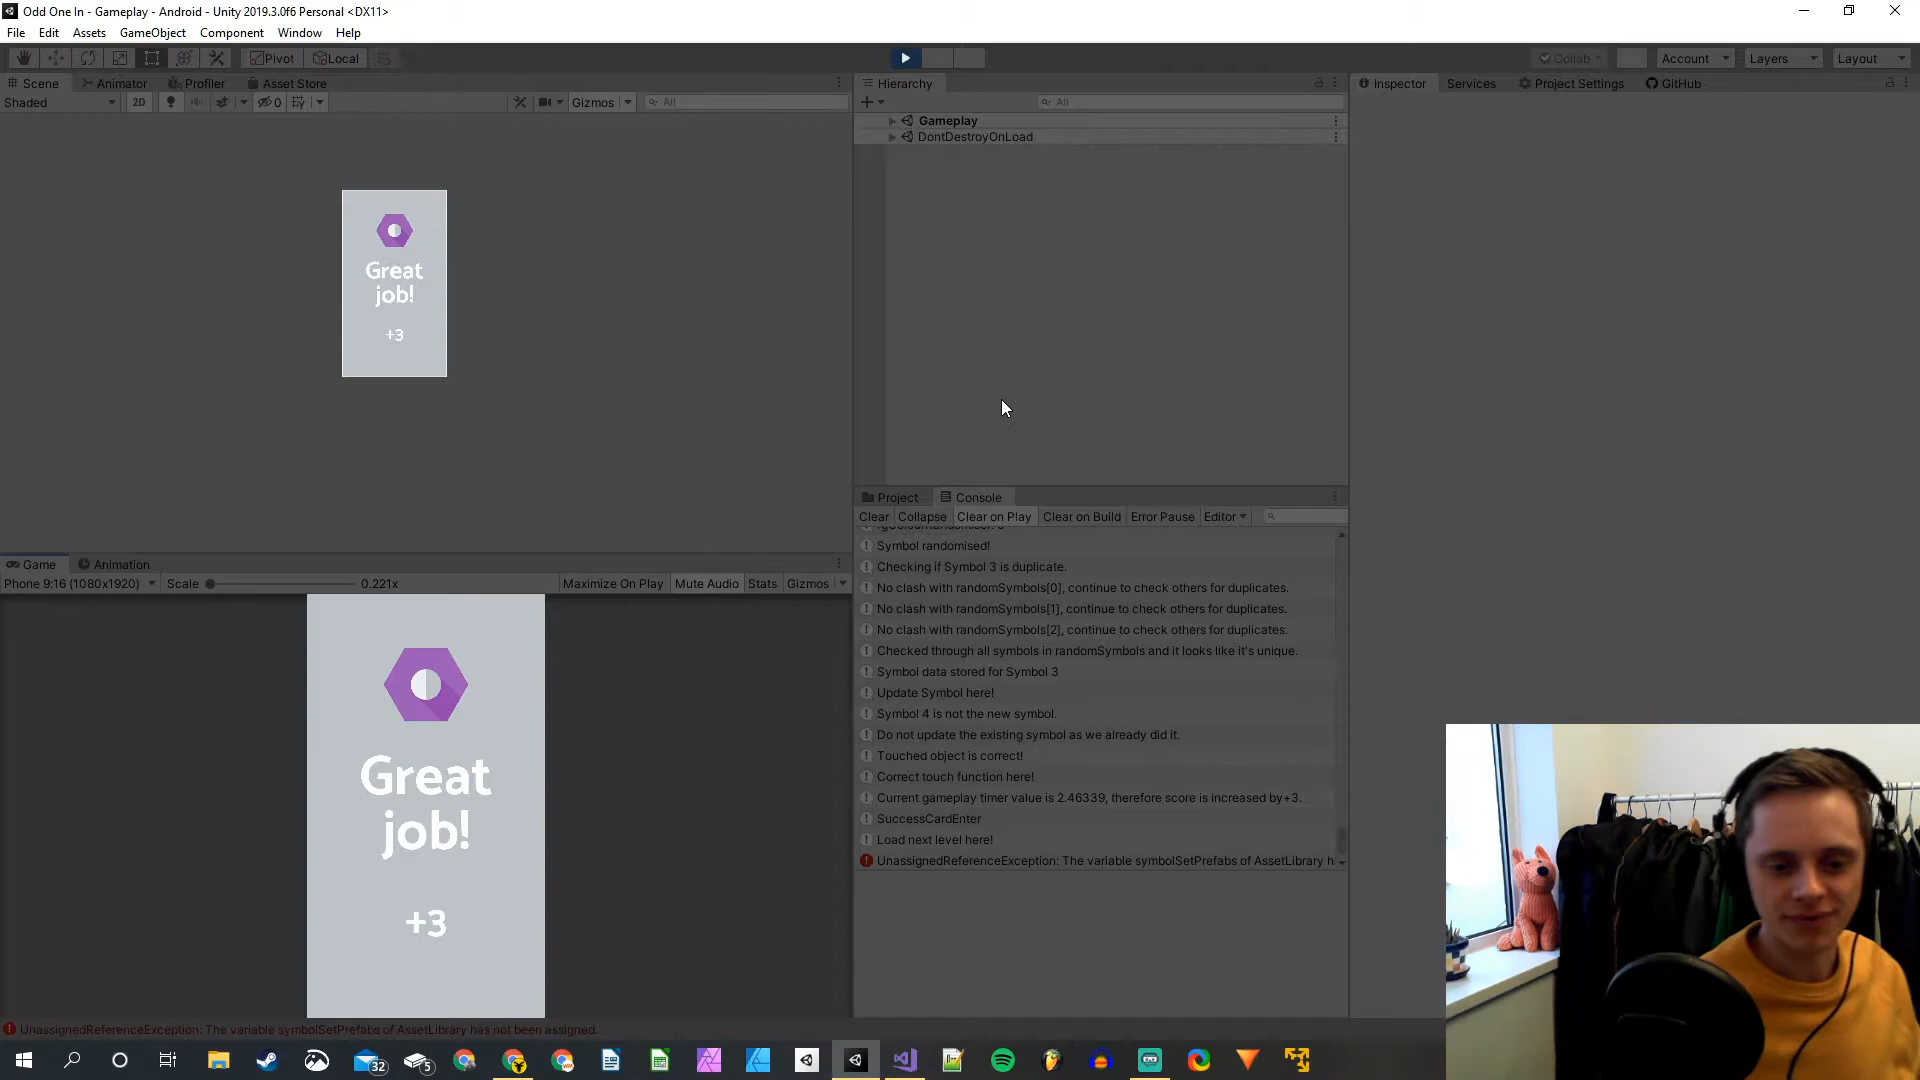 Odd One In - Gameplay - Android - Unity 2019.3.0f6 Personal <DX11>
File Edit Assets GameObject Component Window Help
Pivot Local Collab Account Layers Layout
Scene Animator Profiler Asset Store
Hierarchy
Inspector Services Project Settings GitHub
Shaded 2D 0 Gizmos All
All
Gameplay
DontDestroyOnLoad
Great
job!
+3
Project Console
Clear Collapse Clear on Play Clear on Build Error Pause Editor
Symbol randomised!
Checking if Symbol 3 is duplicate.
No clash with randomSymbols[0], continue to check others for duplicates.
No clash with randomSymbols[1], continue to check others for duplicates.
No clash with randomSymbols[2], continue to check others for duplicates.
Checked through all symbols in randomSymbols and it looks like it's unique.
Symbol data stored for Symbol 3
Update Symbol here!
Symbol 4 is not the new symbol.
Do not update the existing symbol as we already did it.
Touched object is correct!
Correct touch function here!
Current gameplay timer value is 2.46339, therefore score is increased by+3.
SuccessCardEnter
Load next level here!
UnassignedReferenceException: The variable symbolSetPrefabs of AssetLibrary h
Game Animation
Phone 9:16 (1080x1920) Scale 0.221x Maximize On Play Mute Audio Stats Gizmos
Great
job!
+3
UnassignedReferenceException: The variable symbolSetPrefabs of AssetLibrary has not been assigned.
32 5